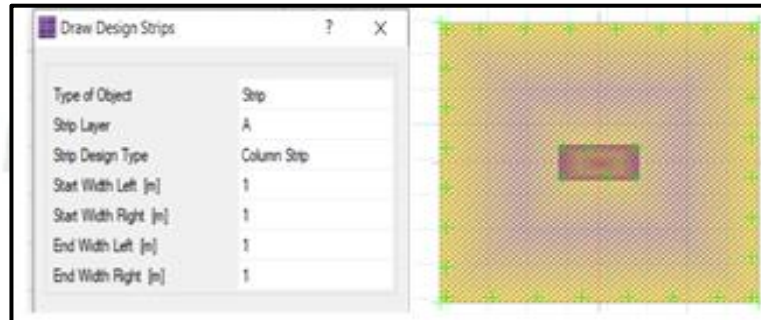 Draw Design Strips ? X
Type of Object Strip
Strip Layer A
Strip Design Type Column Strip
Start Width Left [m] 1
Start Width Right [m] 1
End Width Left [m] 1
End Width Right [m] 1